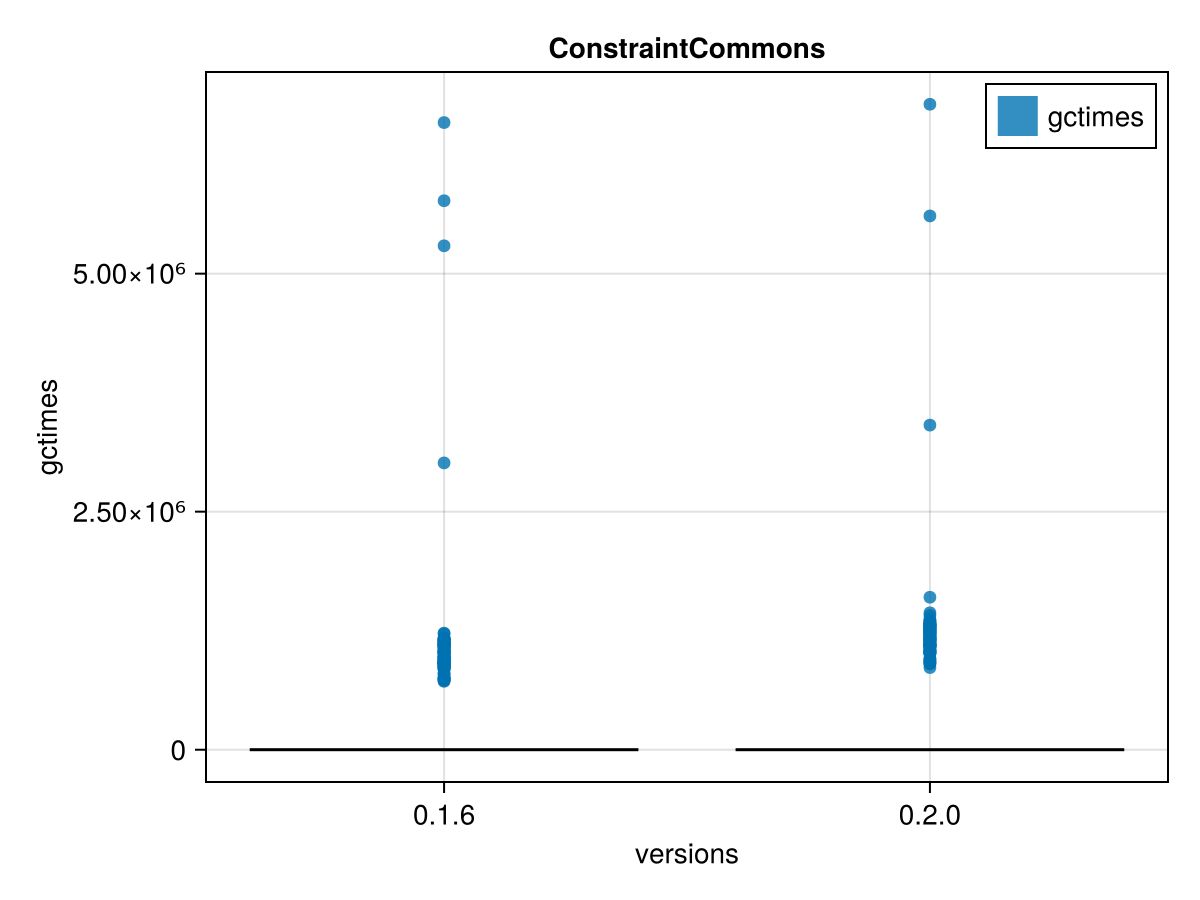 ConstraintCommons
gctimes
gctimes
5.00×10⁶
2.50×10⁶
0
0.1.6
0.2.0
versions